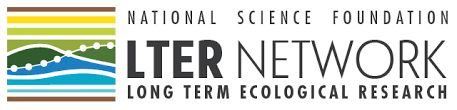 NATIONAL SCIENCE FOUNDATION
LTER NETWORK
LONG TERM ECOLOGICAL RESEARCH